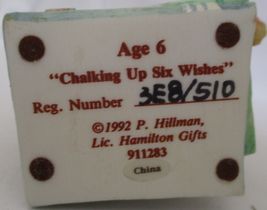 Age 6
"Chalking Up Six Wishes"
Reg. Number 3E8/510
©1992 P. Hillman,
Lic. Hamilton Gifts
911283
China